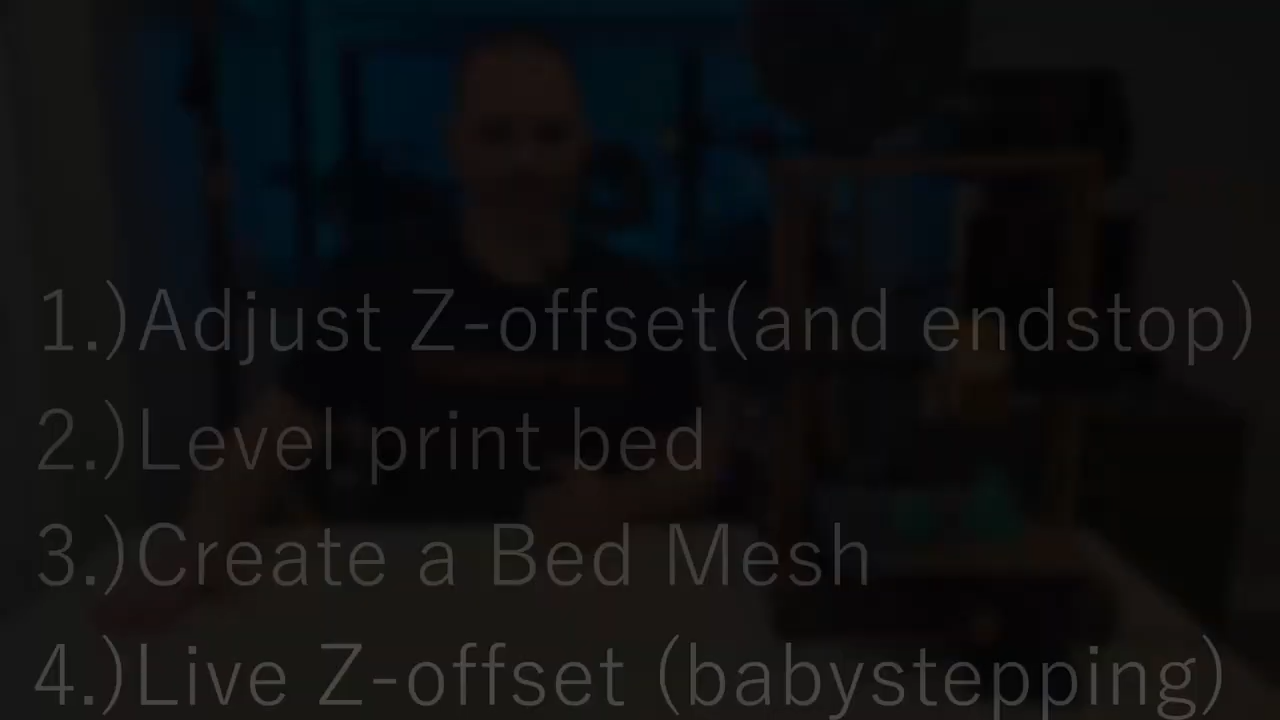 1.)Adjust Z-offset(and endstop)
2.)Level print bed
3.)Create a Bed Mesh
4.)Live Z-offset (babystepping)